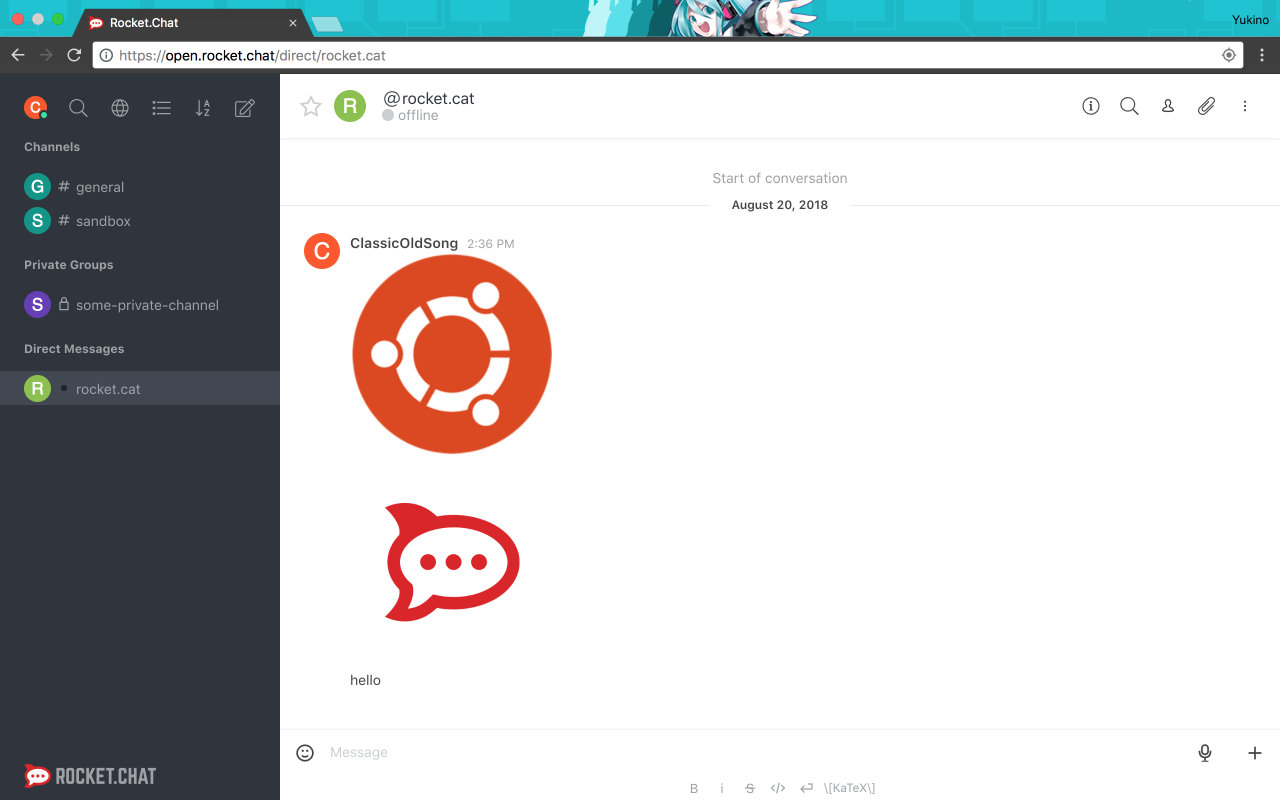 Rocket.Chat
Yukino
https://open.rocket.chat/direct/rocket.cat
C
A
Z
R
@rocket.cat
offline
Channels
G # general
S # sandbox
Private Groups
S some-private-channel
Direct Messages
R rocket.cat
Start of conversation
August 20, 2018
C
ClassicOldSong 2:36 PM
hello
Message
ROCKET.CHAT
B i S </> \[KaTeX\]